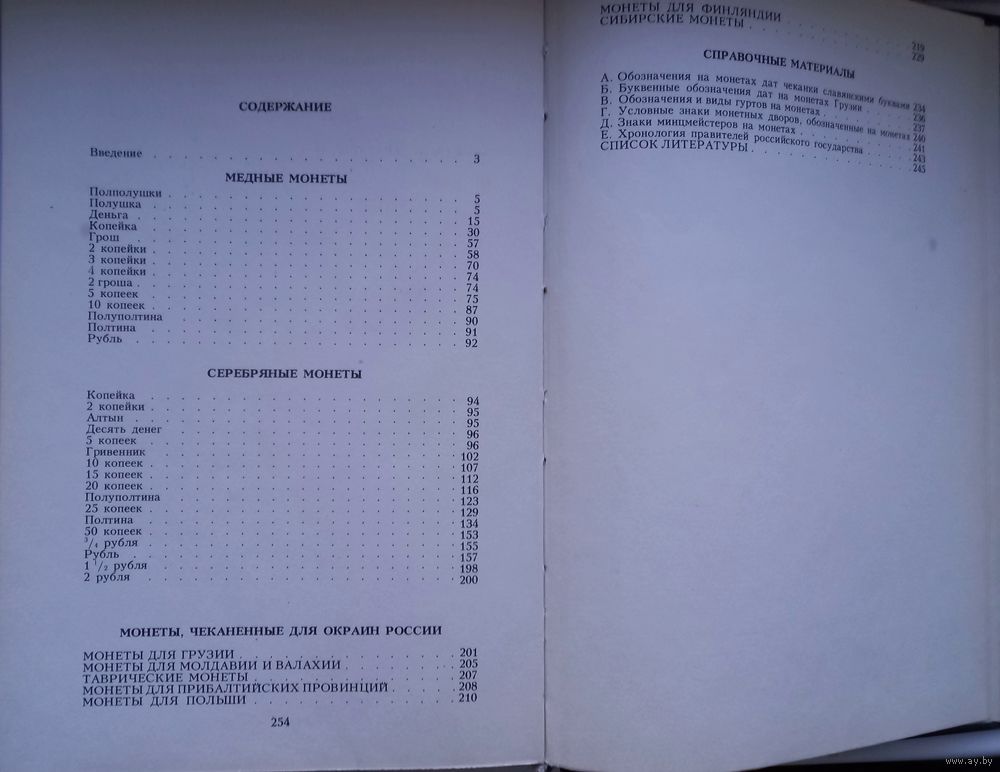 СОДЕРЖАНИЕ
Введение . . . . . . . . . . . . . . . . . . . 3
МЕДНЫЕ МОНЕТЫ
Полполушки . . . . . . . . . . . . . . . . . . 5
Полушка . . . . . . . . . . . . . . . . . . . 5
Деньга . . . . . . . . . . . . . . . . . . . 15
Копейка . . . . . . . . . . . . . . . . . . . 30
Грош . . . . . . . . . . . . . . . . . . . 57
2 копейки . . . . . . . . . . . . . . . . . . . 58
3 копейки . . . . . . . . . . . . . . . . . . . 70
4 копейки . . . . . . . . . . . . . . . . . . . 74
2 гроша . . . . . . . . . . . . . . . . . . . 74
5 копеек . . . . . . . . . . . . . . . . . . . 75
10 копеек . . . . . . . . . . . . . . . . . . . 87
Полуполтина . . . . . . . . . . . . . . . . . . 90
Полтина . . . . . . . . . . . . . . . . . . . 91
Рубль . . . . . . . . . . . . . . . . . . . 92
СЕРЕБРЯНЫЕ МОНЕТЫ
Копейка . . . . . . . . . . . . . . . . . . . 94
2 копейки . . . . . . . . . . . . . . . . . . . 95
Алтын . . . . . . . . . . . . . . . . . . . 95
Десять денег . . . . . . . . . . . . . . . . . . 96
5 копеек . . . . . . . . . . . . . . . . . . . 96
Гривенник . . . . . . . . . . . . . . . . . . . 102
10 копеек . . . . . . . . . . . . . . . . . . . 107
15 копеек . . . . . . . . . . . . . . . . . . . 112
20 копеек . . . . . . . . . . . . . . . . . . . 116
Полуполтина . . . . . . . . . . . . . . . . . . 123
25 копеек . . . . . . . . . . . . . . . . . . . 129
Полтина . . . . . . . . . . . . . . . . . . . 134
50 копеек . . . . . . . . . . . . . . . . . . . 153
3/4 рубля . . . . . . . . . . . . . . . . . . . 155
Рубль . . . . . . . . . . . . . . . . . . . 157
1 1/2 рубля . . . . . . . . . . . . . . . . . . . 198
2 рубля . . . . . . . . . . . . . . . . . . . 200
МОНЕТЫ, ЧЕКАНЕННЫЕ ДЛЯ ОКРАИН РОССИИ
МОНЕТЫ ДЛЯ ГРУЗИИ . . . . . . . . . . . . . . 201
МОНЕТЫ ДЛЯ МОЛДАВИИ И ВАЛАХИИ . . . . . . . 205
ТАВРИЧЕСКИЕ МОНЕТЫ . . . . . . . . . . . . . . 207
МОНЕТЫ ДЛЯ ПРИБАЛТИЙСКИХ ПРОВИНЦИЙ . . . . . 208
МОНЕТЫ ДЛЯ ПОЛЬШИ . . . . . . . . . . . . . . 210
254
МОНЕТЫ ДЛЯ ФИНЛЯНДИИ . . . . . . . . . 219
СИБИРСКИЕ МОНЕТЫ . . . . . . . . . . . 229
СПРАВОЧНЫЕ МАТЕРИАЛЫ
А. Обозначения на монетах дат чеканки славянскими буквами 234
Б. Буквенные обозначения дат на монетах Грузии . . . . 236
В. Обозначения и виды гуртов на монетах . . . . . . 237
Г. Условные знаки монетных дворов, обозначенные на монетах 240
Д. Знаки минцмейстеров на монетах . . . . . . . 241
Е. Хронология правителей российского государства . . . . 243
СПИСОК ЛИТЕРАТУРЫ . . . . . . . . . . . 245
www.ay.by